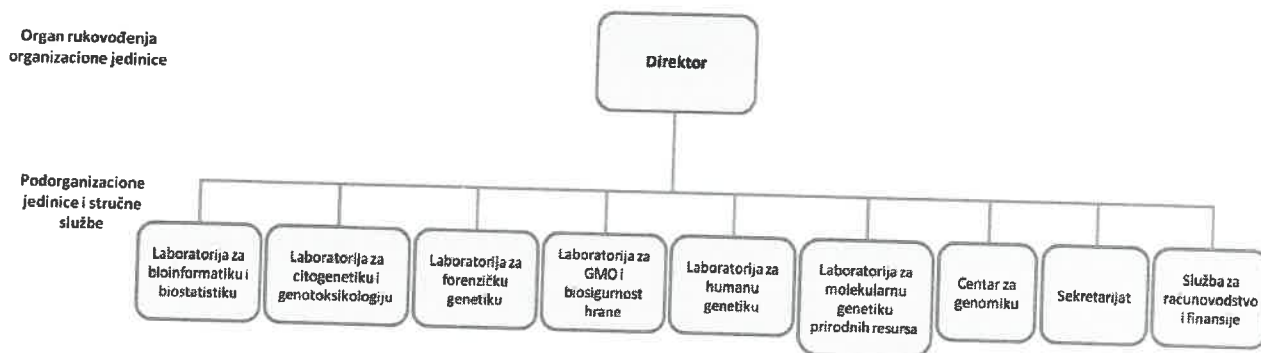 Organ rukovođenja
organizacione jedinice
Direktor
Podorganizacione
jedinice i stručne
službe
Laboratorija za
bioinformatiku i
biostatistiku
Laboratorija za
citogenetiku i
genotoksikologiju
Laboratorija za
forenzičku
genetiku
Laboratorija za
GMO i
biosigurnost
hrane
Laboratorija za
humanu
genetiku
Laboratorija za
molekularnu
genetiku
prirodnih resursa
Centar za
genomiku
Sekretarijat
Služba za
računovodstvo
i finansije